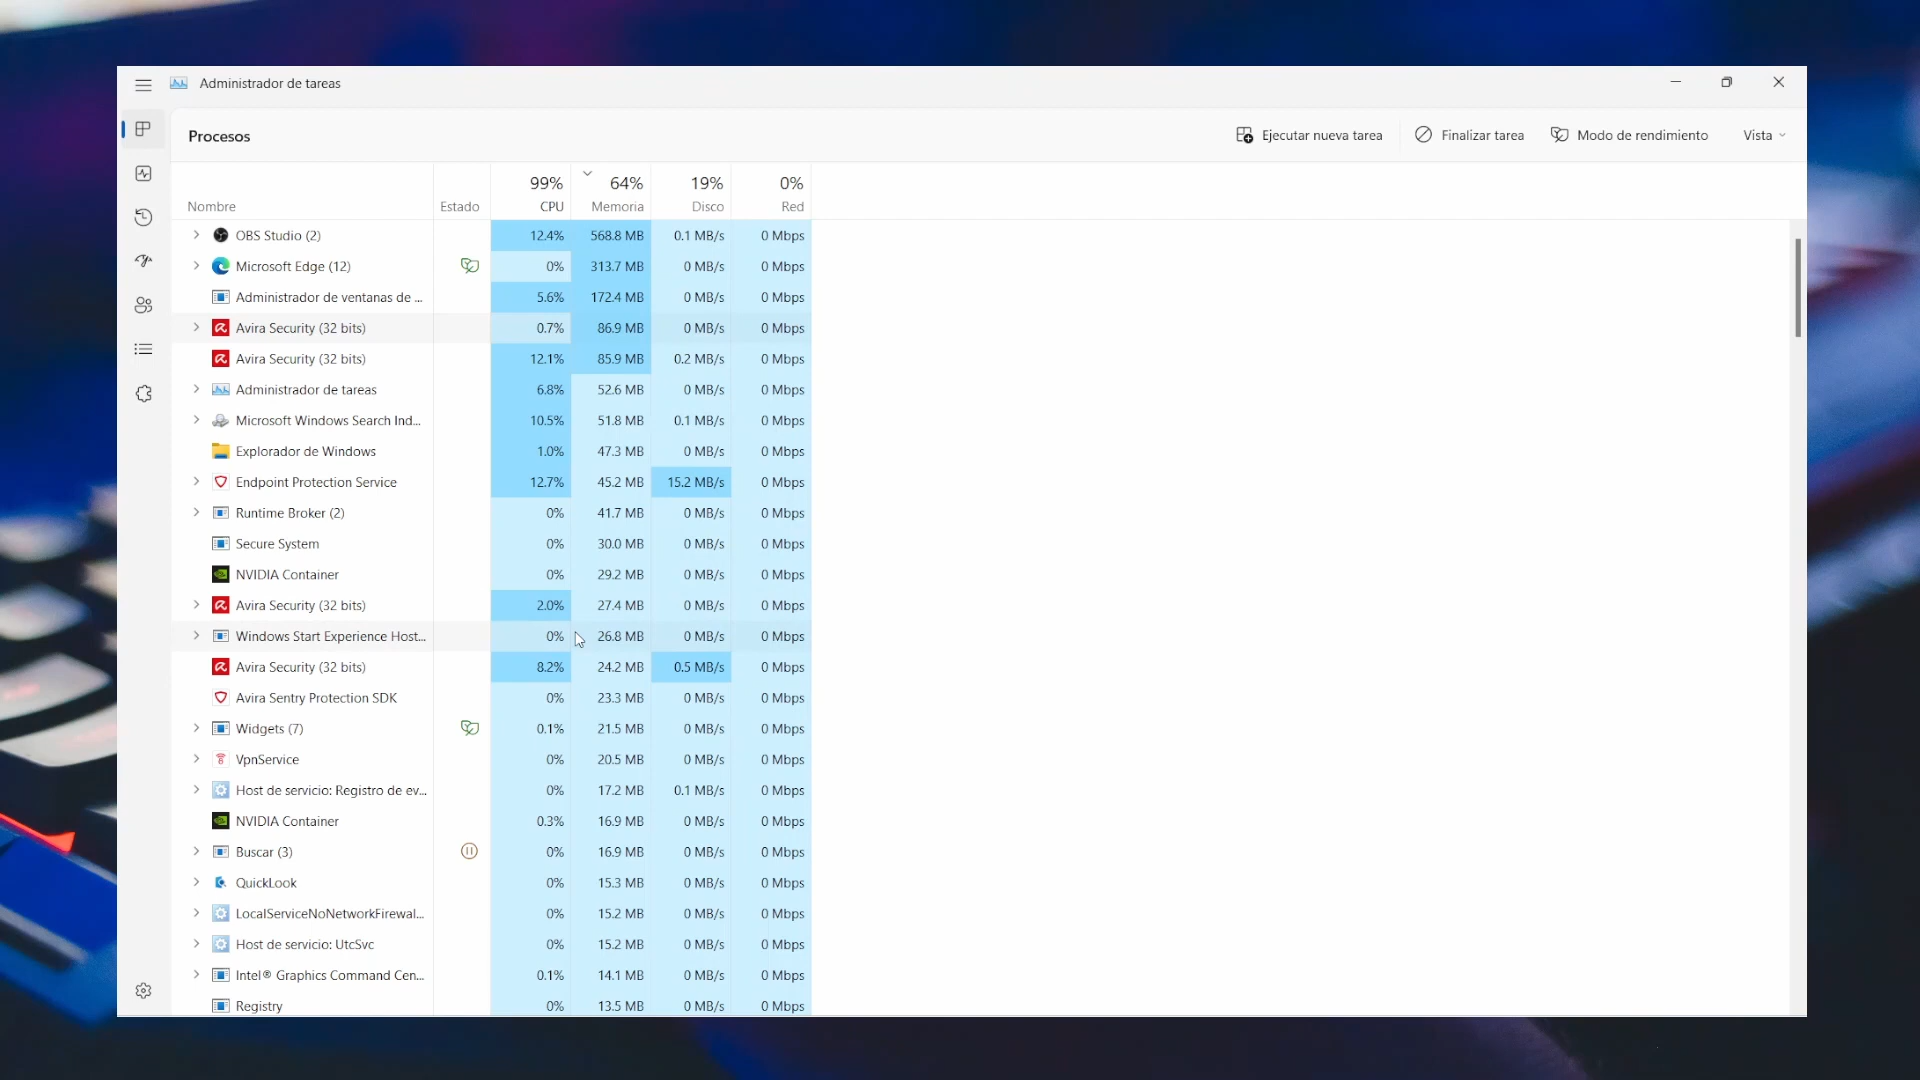 Administrador de tareas
Procesos
Ejecutar nueva tarea
Finalizar tarea
Modo de rendimiento
Vista
99% 64% 19% 0%
Nombre Estado CPU Memoria Disco Red
OBS Studio (2) 12.4% 568.8 MB 0.1 MB/s 0 Mbps
Microsoft Edge (12) 0% 313.7 MB 0 MB/s 0 Mbps
Administrador de ventanas de ... 5.6% 172.4 MB 0 MB/s 0 Mbps
Avira Security (32 bits) 0.7% 86.9 MB 0 MB/s 0 Mbps
Avira Security (32 bits) 12.1% 85.9 MB 0.2 MB/s 0 Mbps
Administrador de tareas 6.8% 52.6 MB 0 MB/s 0 Mbps
Microsoft Windows Search Ind... 10.5% 51.8 MB 0.1 MB/s 0 Mbps
Explorador de Windows 1.0% 47.3 MB 0 MB/s 0 Mbps
Endpoint Protection Service 12.7% 45.2 MB 15.2 MB/s 0 Mbps
Runtime Broker (2) 0% 41.7 MB 0 MB/s 0 Mbps
Secure System 0% 30.0 MB 0 MB/s 0 Mbps
NVIDIA Container 0% 29.2 MB 0 MB/s 0 Mbps
Avira Security (32 bits) 2.0% 27.4 MB 0 MB/s 0 Mbps
Windows Start Experience Host... 0% 26.8 MB 0 MB/s 0 Mbps
Avira Security (32 bits) 8.2% 24.2 MB 0.5 MB/s 0 Mbps
Avira Sentry Protection SDK 0% 23.3 MB 0 MB/s 0 Mbps
Widgets (7) 0.1% 21.5 MB 0 MB/s 0 Mbps
VpnService 0% 20.5 MB 0 MB/s 0 Mbps
Host de servicio: Registro de ev... 0% 17.2 MB 0.1 MB/s 0 Mbps
NVIDIA Container 0.3% 16.9 MB 0 MB/s 0 Mbps
Buscar (3) 0% 16.9 MB 0 MB/s 0 Mbps
QuickLook 0% 15.3 MB 0 MB/s 0 Mbps
LocalServiceNoNetworkFirewal... 0% 15.2 MB 0 MB/s 0 Mbps
Host de servicio: UtcSvc 0% 15.2 MB 0 MB/s 0 Mbps
Intel® Graphics Command Cen... 0.1% 14.1 MB 0 MB/s 0 Mbps
Registry 0% 13.5 MB 0 MB/s 0 Mbps